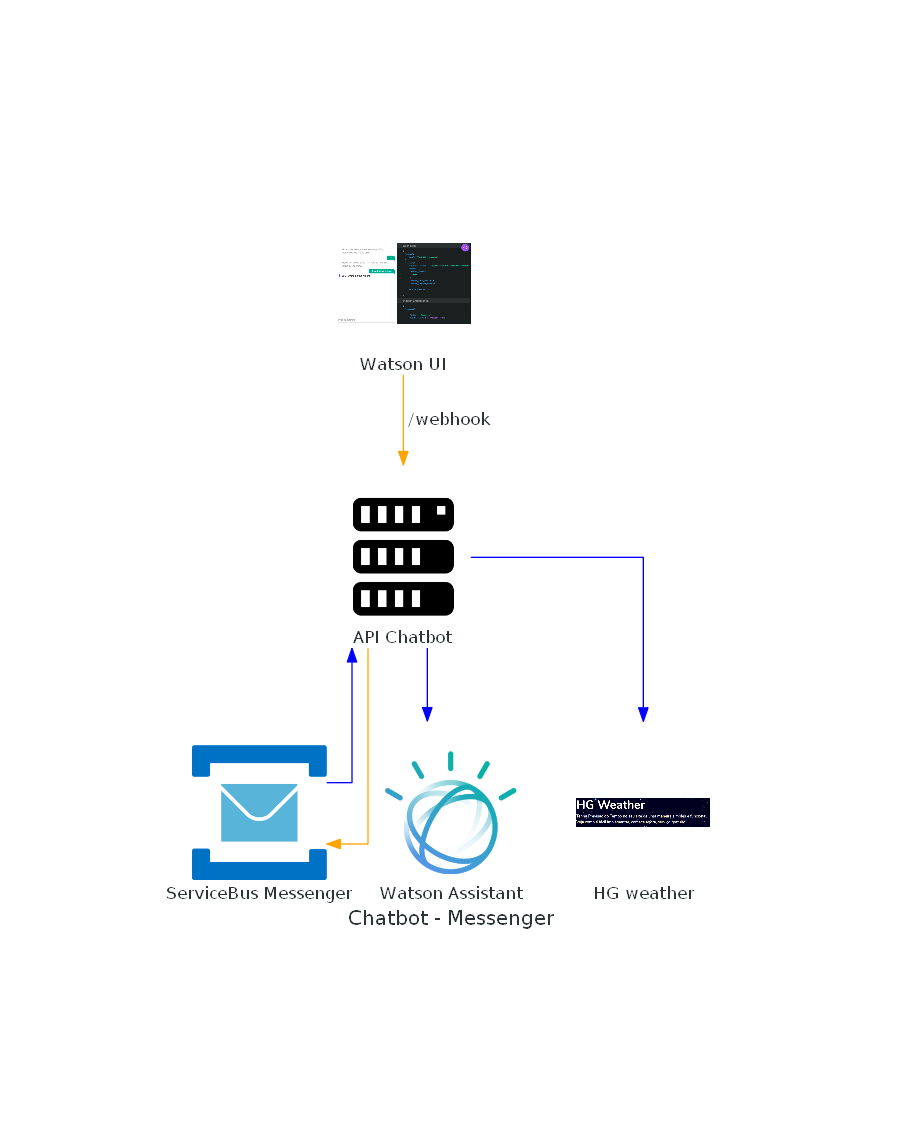 Watson UI
/webhook
API Chatbot
HG Weather
ServiceBus Messenger
Watson Assistant
HG weather
Chatbot - Messenger